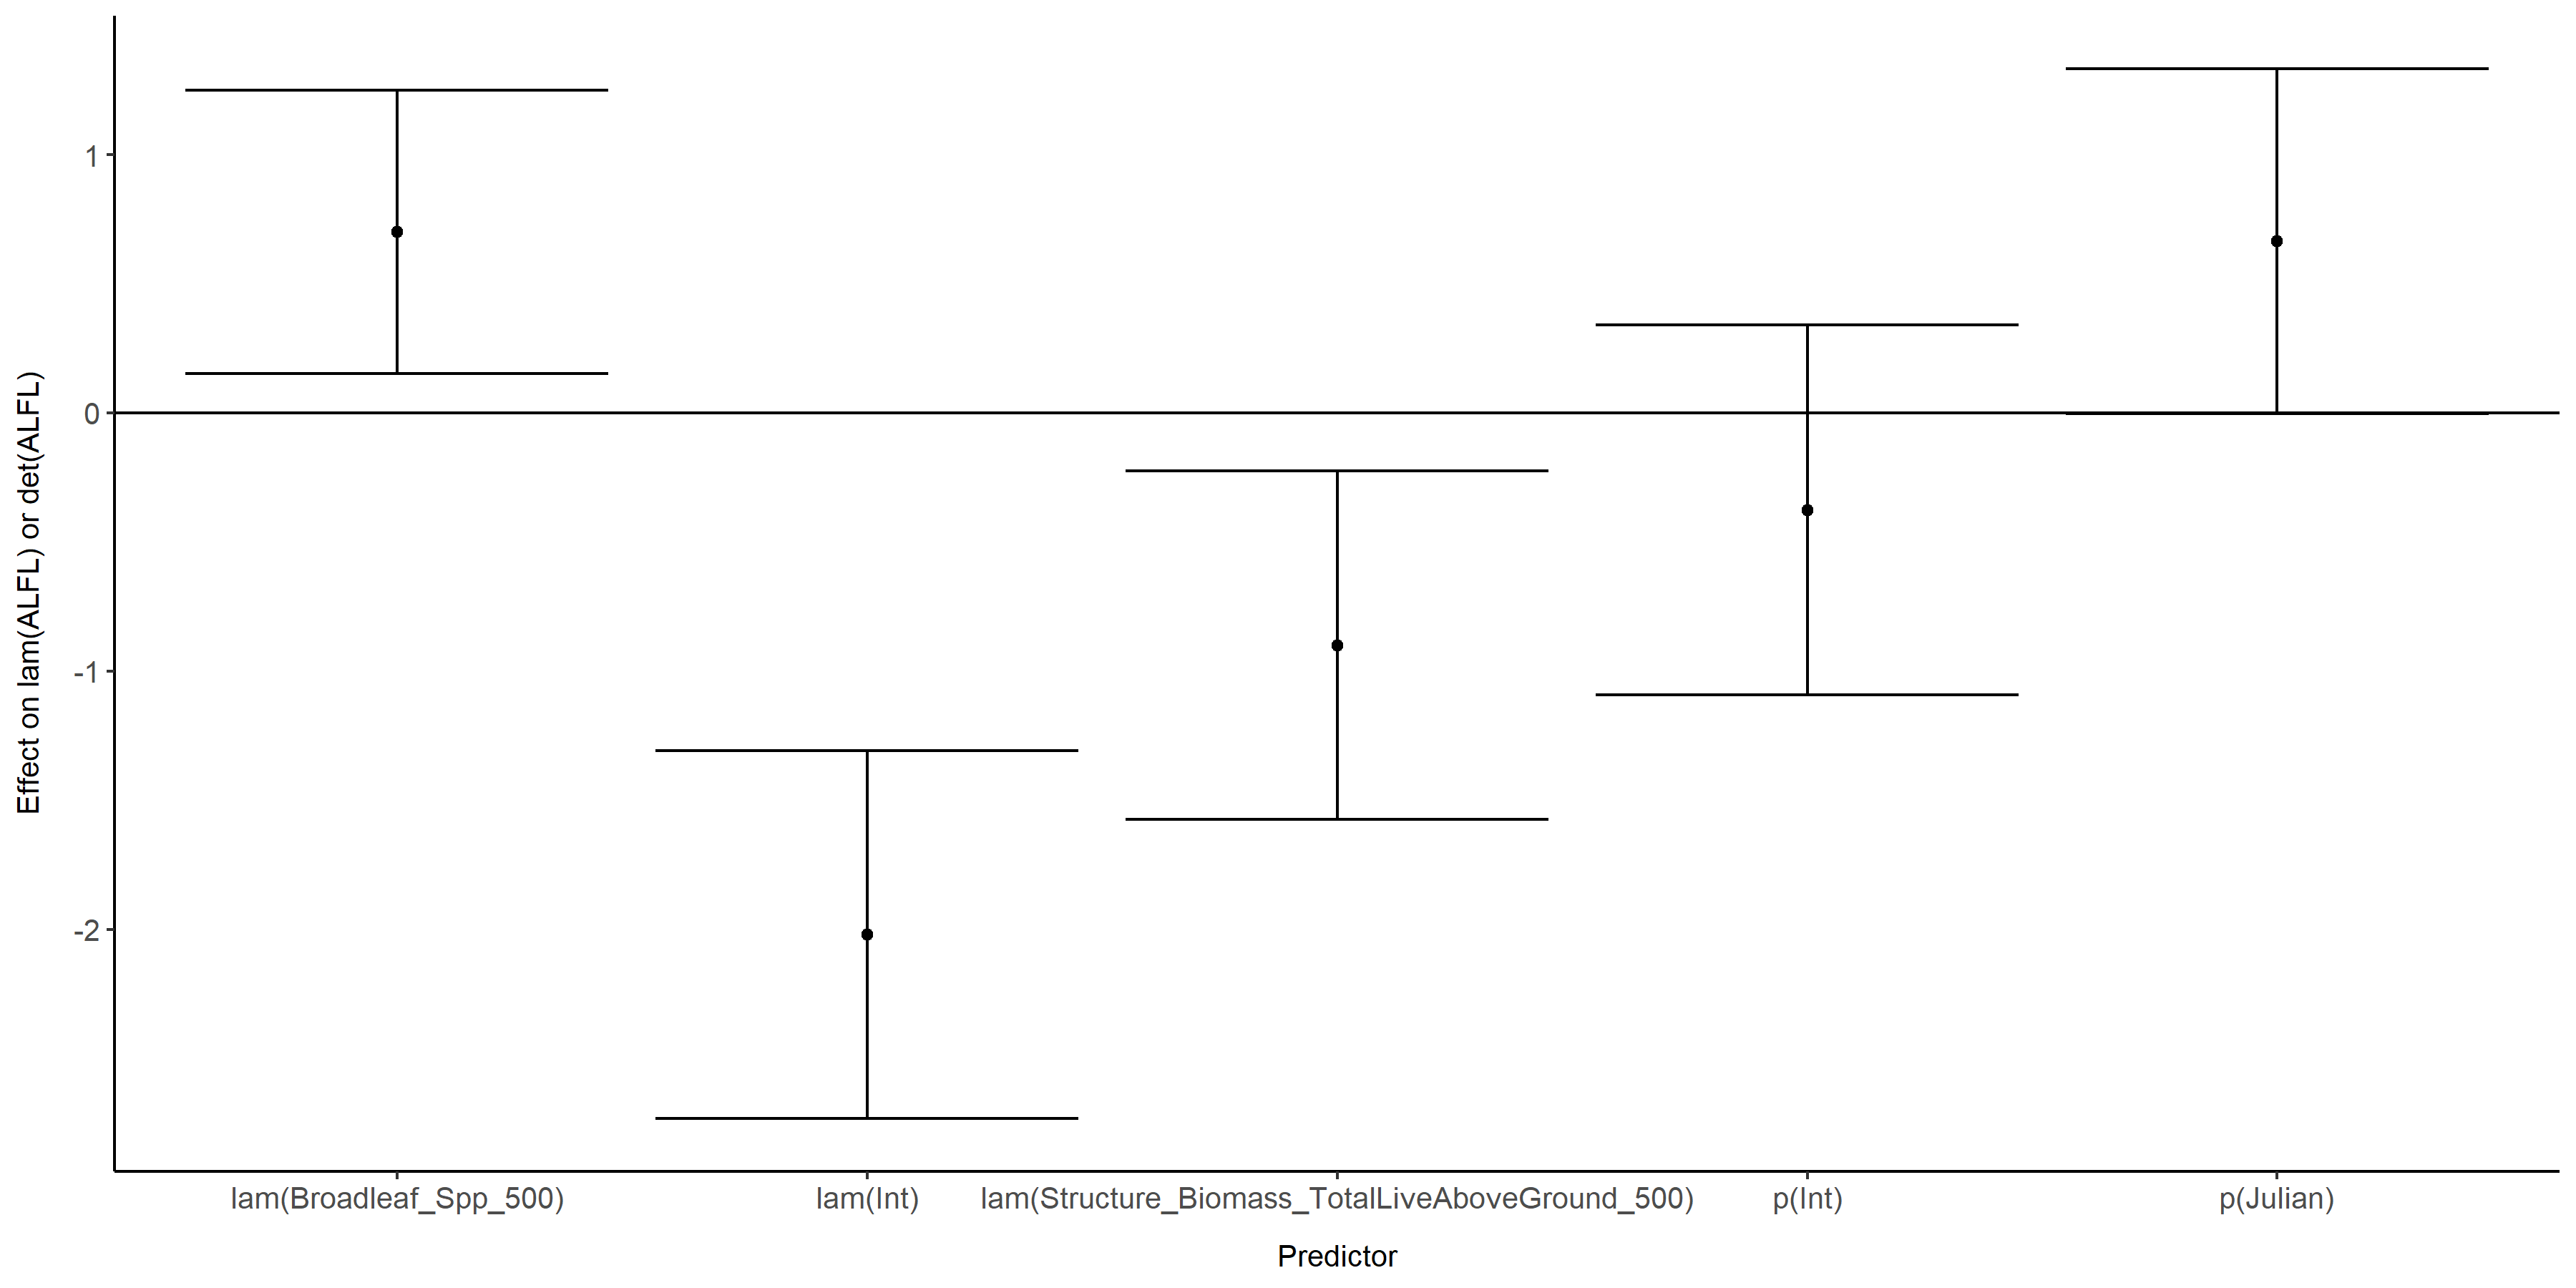 Effect on lam(ALFL) or det(ALFL)
1
0
-1
-2
lam(Broadleaf_Spp_500) lam(Int) lam(Structure_Biomass_TotalLiveAboveGround_500) p(Int) p(Julian)
Predictor